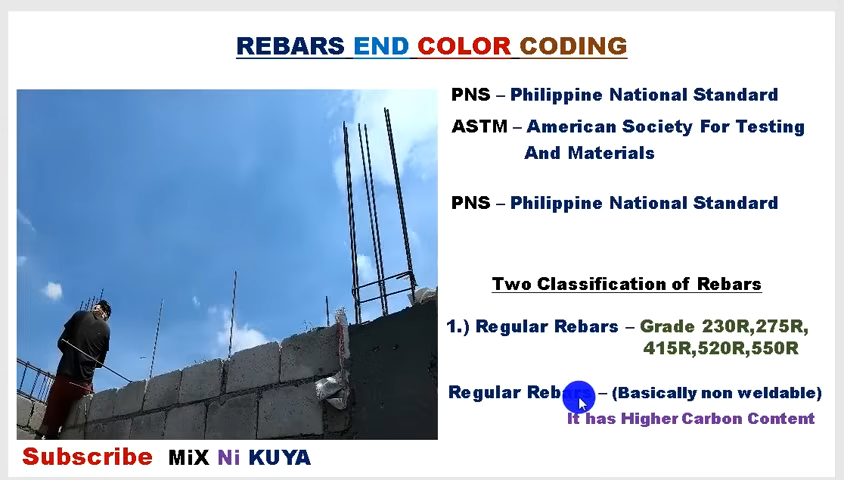 REBARS END COLOR CODING
PNS – Philippine National Standard
ASTM – American Society For Testing
And Materials
PNS – Philippine National Standard
Two Classification of Rebars
1.) Regular Rebars – Grade 230R,275R,
415R,520R,550R
Regular Rebars – (Basically non weldable)
It has Higher Carbon Content
Subscribe MiX Ni KUYA